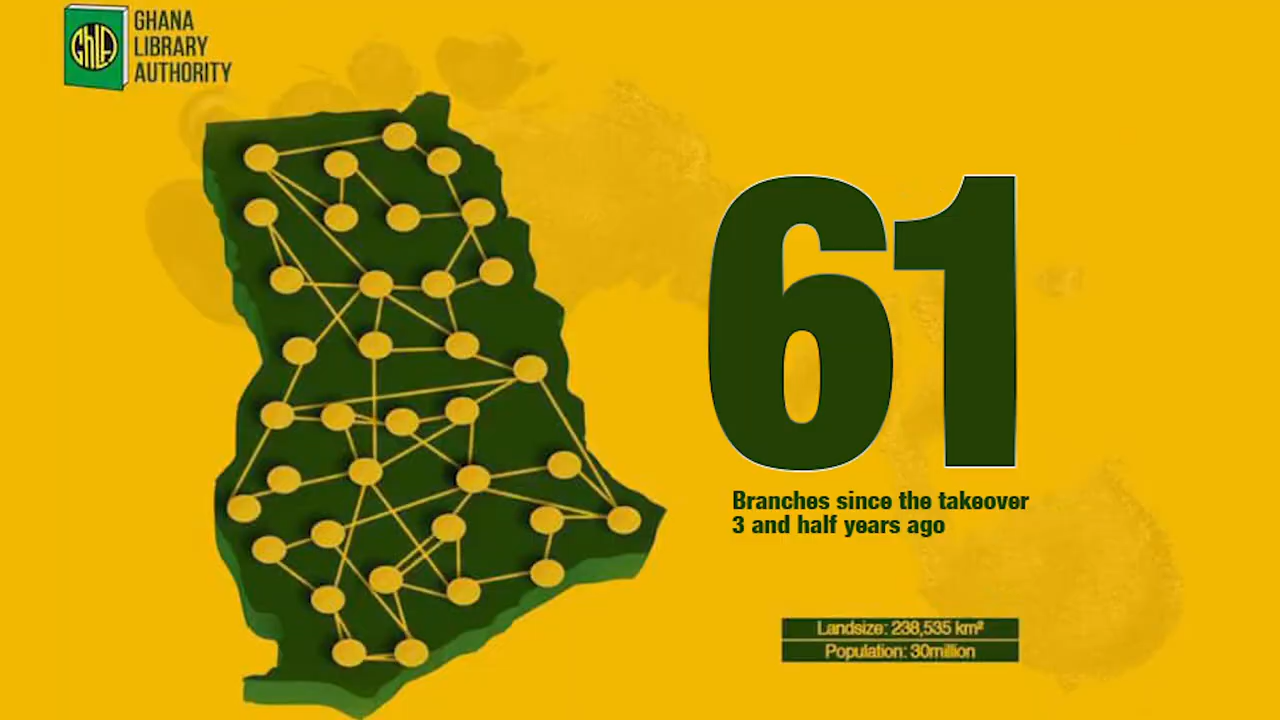 GhLA
GHANA
LIBRARY
AUTHORITY
61
Branches since the takeover
3 and half years ago
Landsize: 238,535 km²
Population: 30million